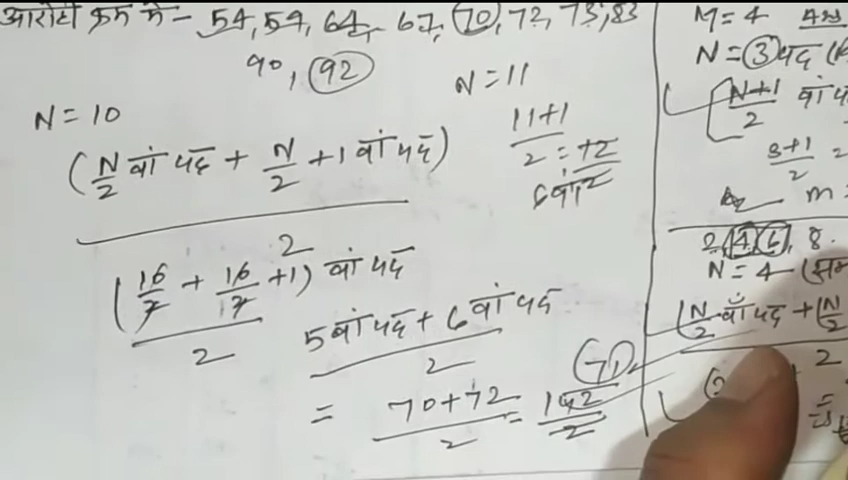 आरोही क्रम में - 54, 59, 64, 67, 70, 72, 73, 83
90, 92
N = 10
N = 11
(N/2 वां पद + N/2 + 1 वां पद)
2
11+1
2 = 12
2
6वां
(10/2 + 10/2 + 1) वां पद
2
5 वां पद + 6 वां पद
2
= 70+72/2 = 142/2
71
M = 4 Ans
N = 3 पद
N+1/2 वां
3+1/2 =
m =
2, 4, 6, 8
N = 4
(N/2 वां पद + (N/2
2